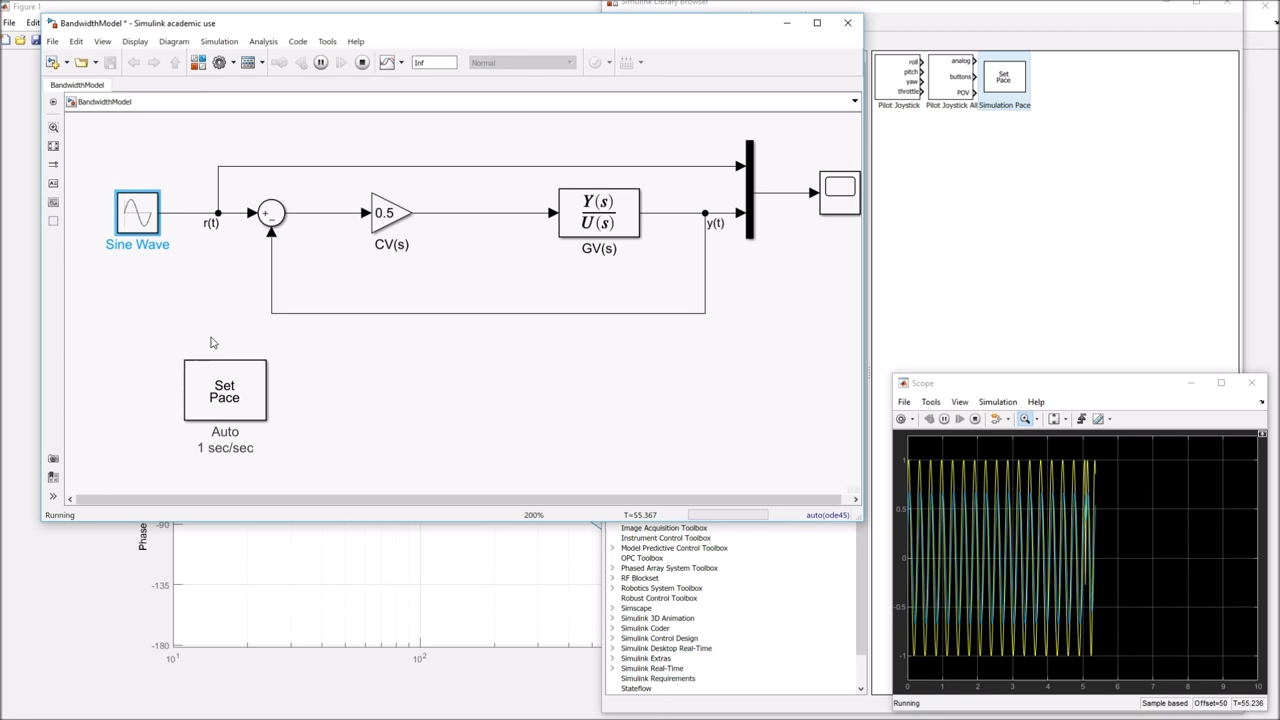 Figure 1
File Edit
BandwidthModel * - Simulink academic use
File Edit View Display Diagram Simulation Analysis Code Tools Help
Inf
Normal
BandwidthModel
BandwidthModel
r(t)
+
_
0.5
Y(s)
U(s)
y(t)
Sine Wave
CV(s)
GV(s)
Set
Pace
Auto
1 sec/sec
Running
200%
T=55.367
auto(ode45)
Simulink Library Browser
roll
pitch
yaw
throttle
Pilot Joystick
analog
buttons
POV
Pilot Joystick All
Set
Pace
Simulation Pace
Phase
-90
-135
-180
10¹
10²
Image Acquisition Toolbox
Instrument Control Toolbox
Model Predictive Control Toolbox
OPC Toolbox
Phased Array System Toolbox
RF Blockset
Robotics System Toolbox
Robust Control Toolbox
Simscape
Simulink 3D Animation
Simulink Coder
Simulink Control Design
Simulink Desktop Real-Time
Simulink Extras
Simulink Real-Time
Simulink Requirements
Stateflow
Scope
File Tools View Simulation Help
1
0.5
0
-0.5
-1
0 1 2 3 4 5 6 7 8 9 10
Running
Sample based
Offset=50
T=55.236